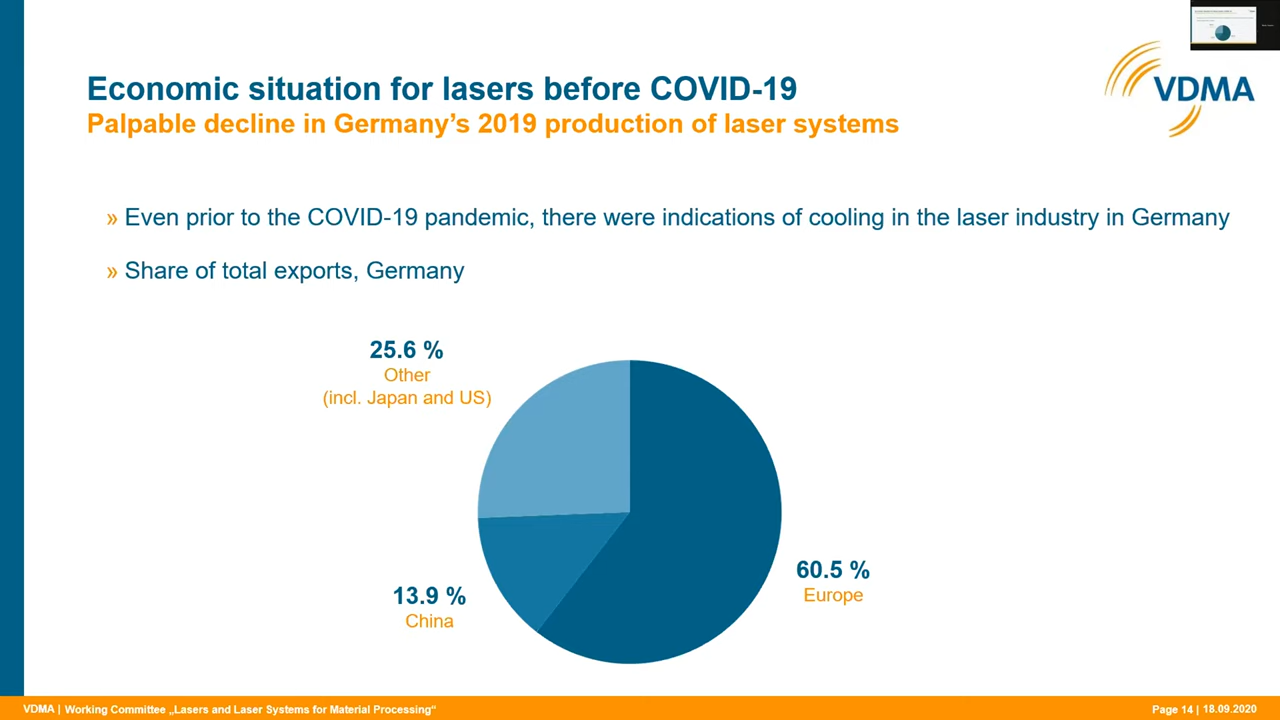 Economic situation for lasers before COVID-19
Palpable decline in Germany’s 2019 production of laser systems
VDMA
» Even prior to the COVID-19 pandemic, there were indications of cooling in the laser industry in Germany
» Share of total exports, Germany
25.6 %
Other
(incl. Japan and US)
60.5 %
Europe
13.9 %
China
VDMA | Working Committee „Lasers and Laser Systems for Material Processing“
Page 14 | 18.09.2020